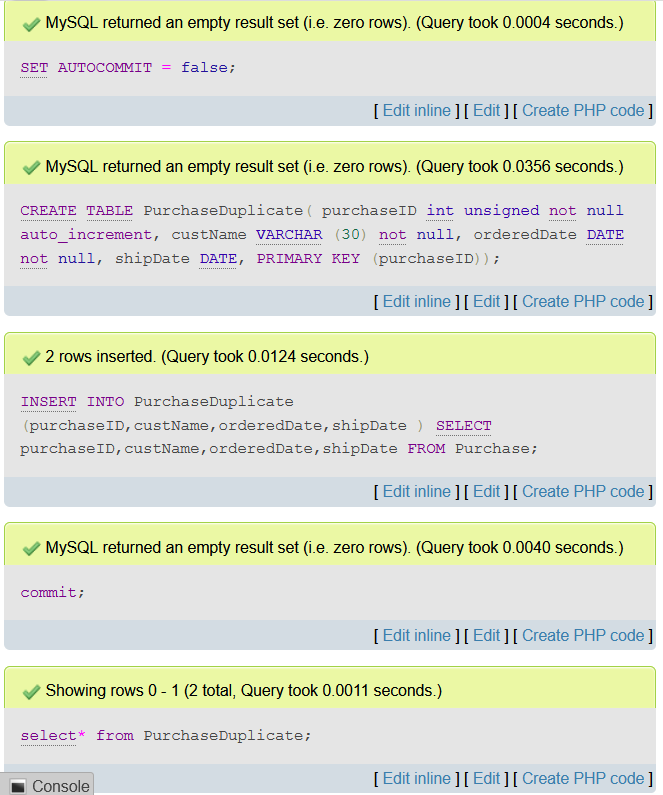 MySQL returned an empty result set (i.e. zero rows). (Query took 0.0004 seconds.)
SET AUTOCOMMIT = false;
[ Edit inline ] [ Edit ] [ Create PHP code ]
MySQL returned an empty result set (i.e. zero rows). (Query took 0.0356 seconds.)
CREATE TABLE PurchaseDuplicate( purchaseID int unsigned not null
auto_increment, custName VARCHAR (30) not null, orderedDate DATE
not null, shipDate DATE, PRIMARY KEY (purchaseID));
[ Edit inline ] [ Edit ] [ Create PHP code ]
2 rows inserted. (Query took 0.0124 seconds.)
INSERT INTO PurchaseDuplicate
(purchaseID,custName,orderedDate,shipDate ) SELECT
purchaseID,custName,orderedDate,shipDate FROM Purchase;
[ Edit inline ] [ Edit ] [ Create PHP code ]
MySQL returned an empty result set (i.e. zero rows). (Query took 0.0040 seconds.)
commit;
[ Edit inline ] [ Edit ] [ Create PHP code ]
Showing rows 0 - 1 (2 total, Query took 0.0011 seconds.)
select* from PurchaseDuplicate;
[ Edit inline ] [ Edit ] [ Create PHP code ]
Console